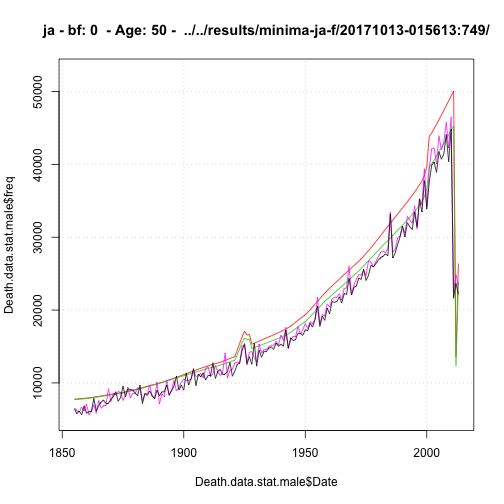 ja - bf: 0 - Age: 50 - ../../results/minima-ja-f/20171013-015613:749/
50000
40000
30000
20000
10000
Death.data.stat.male$freq
1850 1900 1950 2000
Death.data.stat.male$Date